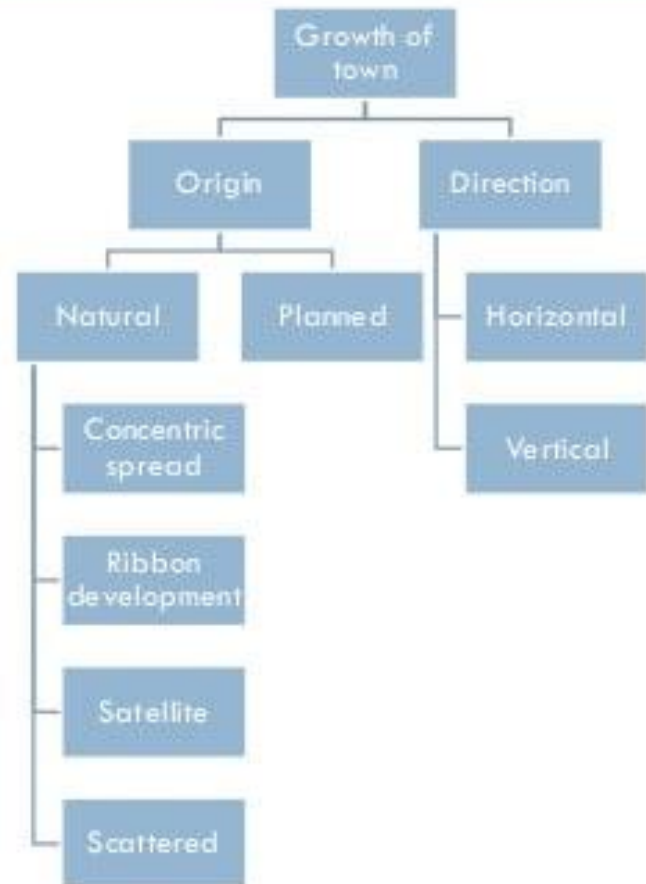 Growth of
town
Origin
Direction
Natural
Planned
Horizontal
Concentric
spread
Vertical
Ribbon
development
Satellite
Scattered